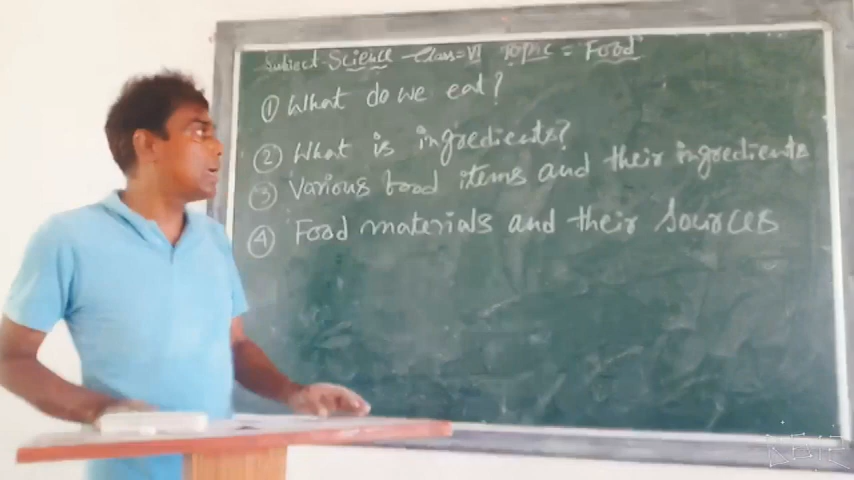 Subject-Science Class=VI Topic = Food
① What do we eat?
② What is ingredients?
③ Various food items and their ingredients
④ Food materials and their Sources